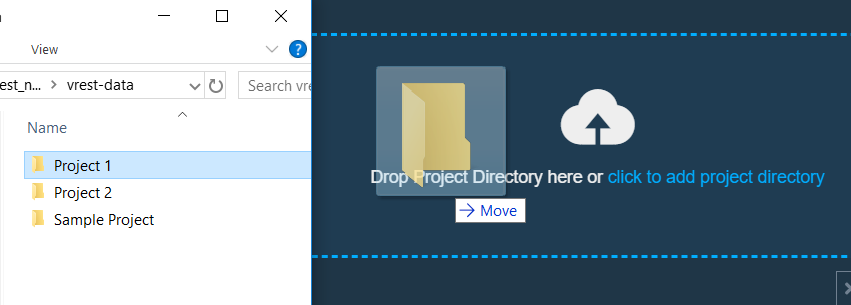 View
est_n... > vrest-data
Search vre
Name
Project 1
Project 2
Sample Project
Drop Project Directory here or click to add project directory
Move